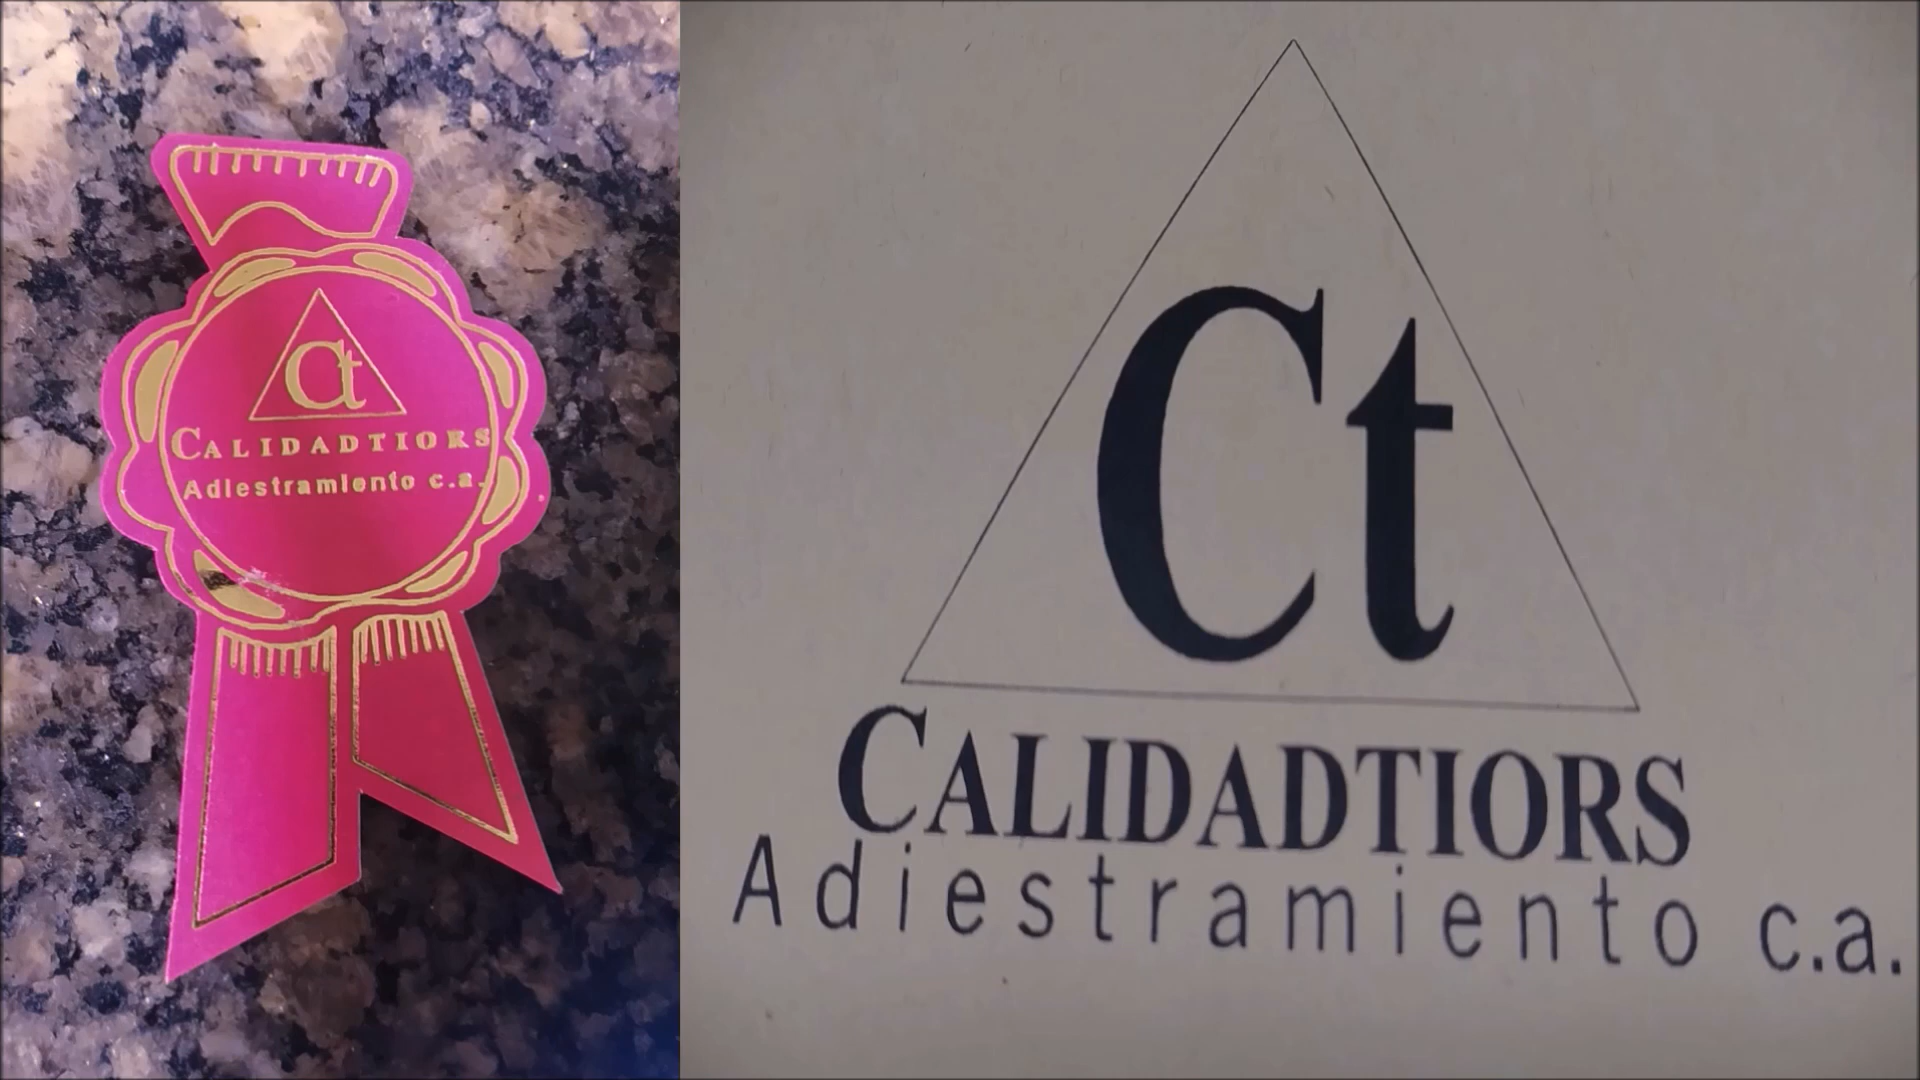 Ct
CALIDADTIORS
Adiestramiento c.a.
Ct
CALIDADTIORS
Adiestramiento c.a.